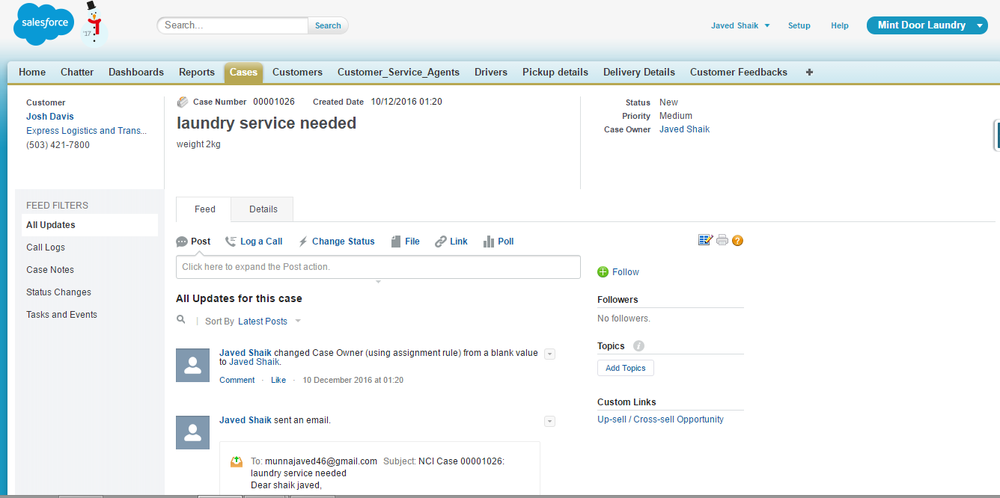 salesforce
'17
Search...
Search
Javed Shaik
Setup
Help
Mint Door Laundry
Home Chatter Dashboards Reports Cases Customers Customer_Service_Agents Drivers Pickup details Delivery Details Customer Feedbacks +
Customer
Josh Davis
Express Logistics and Trans...
(503) 421-7800
Case Number 00001026 Created Date 10/12/2016 01:20
laundry service needed
weight 2kg
Status New
Priority Medium
Case Owner Javed Shaik
FEED FILTERS
All Updates
Call Logs
Case Notes
Status Changes
Tasks and Events
Feed Details
Post Log a Call Change Status File Link Poll
Click here to expand the Post action.
All Updates for this case
Sort By Latest Posts
Javed Shaik changed Case Owner (using assignment rule) from a blank value
to Javed Shaik.
Comment · Like · 10 December 2016 at 01:20
Javed Shaik sent an email.
To: munnajaved46@gmail.com Subject: NCI Case 00001026:
laundry service needed
Dear shaik javed,
?
Follow
Followers
No followers.
Topics i
Add Topics
Custom Links
Up-sell / Cross-sell Opportunity